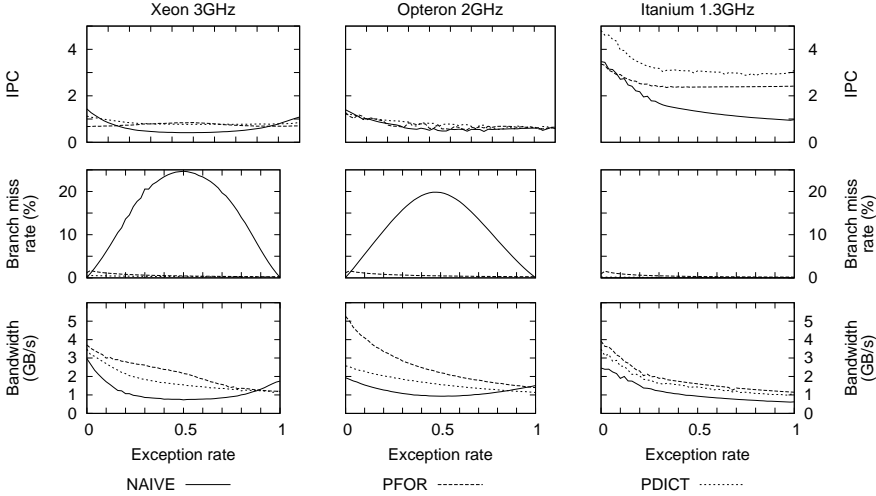 Xeon 3GHz Opteron 2GHz Itanium 1.3GHz
IPC
4
2
0
4
2
0
IPC
Branch miss
rate (%)
20
10
0
20
10
0
Branch miss
rate (%)
Bandwidth
(GB/s)
5
4
3
2
1
0
5
4
3
2
1
0
Bandwidth
(GB/s)
0 0.5 1 0 0.5 1 0 0.5 1
Exception rate Exception rate Exception rate
NAIVE PFOR PDICT